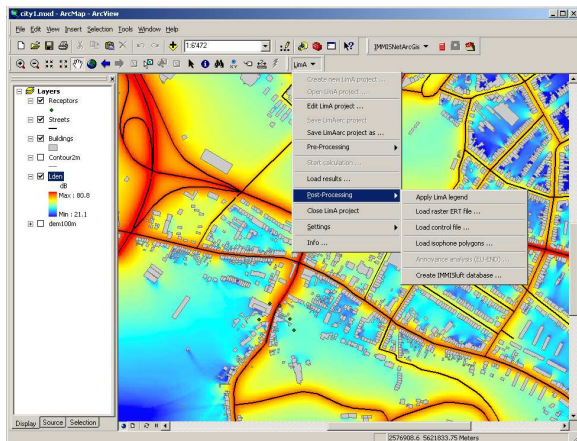 city1.mxd - ArcMap - ArcView
File Edit View Insert Selection Tools Window Help
1:6'472
IMMISNetArcGis
LimA
Layers
Receptors
Streets
Buildings
Contour2m
Lden
dB
Max : 80.8
Min : 21.1
dem100m
Create new LimA project ...
Open LimA project ...
Edit LimA project ...
Save LimAarc project
Save LimAarc project as ...
Pre-Processing
Start calculation ...
Load results ...
Post-Processing
Close LimA project
Settings
Info ...
Apply LimA legend
Load raster ERT file ...
Load control file ...
Load isophone polygons ...
Annoyance analysis (EU-END) ...
Create IMMISluft database ...
Display Source Selection
2576908.6 5621833.75 Meters